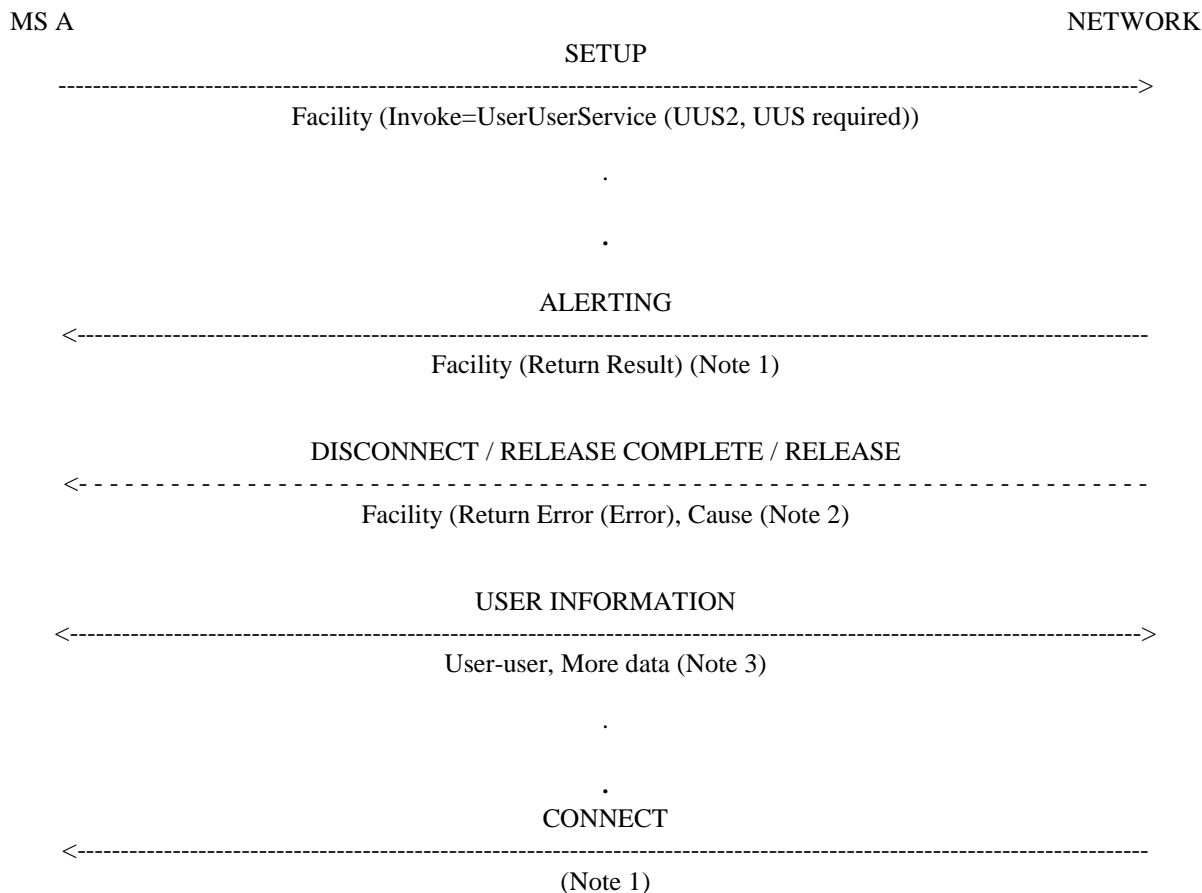 MS A NETWORK
SETUP
------------------------------------------------------------------------------------------------------------------------------>
Facility (Invoke=UserUserService (UUS2, UUS required))
.
.
ALERTING
<-----------------------------------------------------------------------------------------------------------------------------
Facility (Return Result) (Note 1)
DISCONNECT / RELEASE COMPLETE / RELEASE
<- - - - - - - - - - - - - - - - - - - - - - - - - - - - - - - - - - - - - - - - - - - - - - - - - - - - - - - - - - - - - - - - - - - - - -
Facility (Return Error (Error), Cause (Note 2)
USER INFORMATION
<----------------------------------------------------------------------------------------------------------------------------->
User-user, More data (Note 3)
.
.
CONNECT
<-----------------------------------------------------------------------------------------------------------------------------
(Note 1)